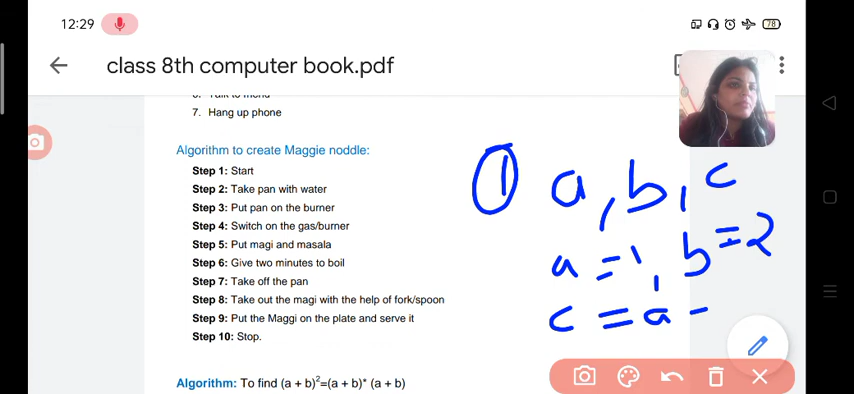 12:29
78
class 8th computer book.pdf
7. Hang up phone
Algorithm to create Maggie noddle:
Step 1: Start
Step 2: Take pan with water
Step 3: Put pan on the burner
Step 4: Switch on the gas/burner
Step 5: Put magi and masala
Step 6: Give two minutes to boil
Step 7: Take off the pan
Step 8: Take out the magi with the help of fork/spoon
Step 9: Put the Maggi on the plate and serve it
Step 10: Stop.
Algorithm: To find (a + b)²=(a + b)* (a + b)
① a, b, c
a = 1, b = 2
c = a -